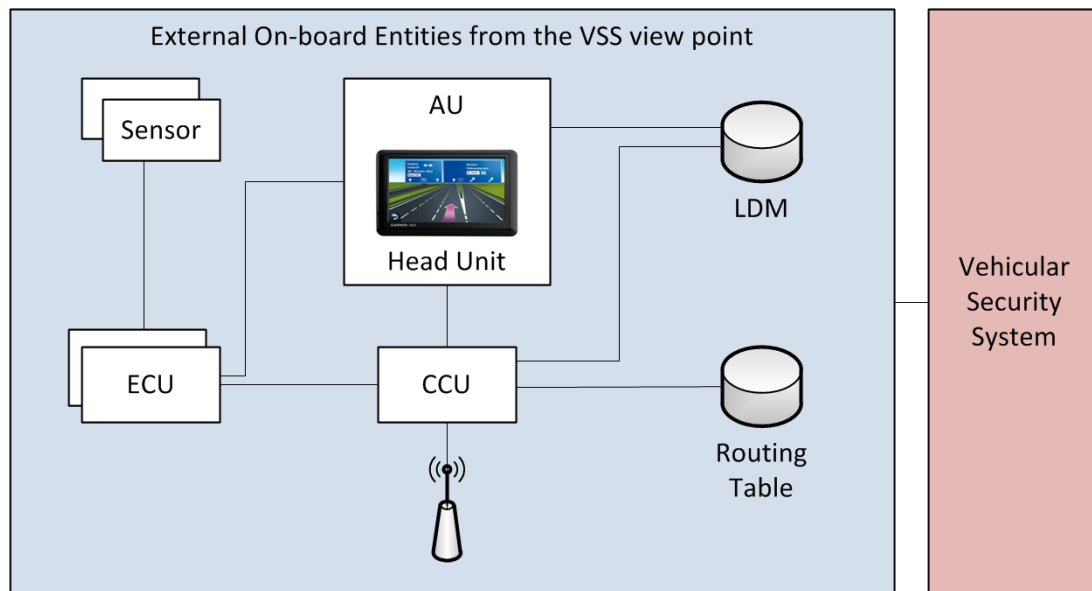 External On-board Entities from the VSS view point
Sensor
AU
Head Unit
LDM
ECU
CCU
Routing
Table
Vehicular
Security
System